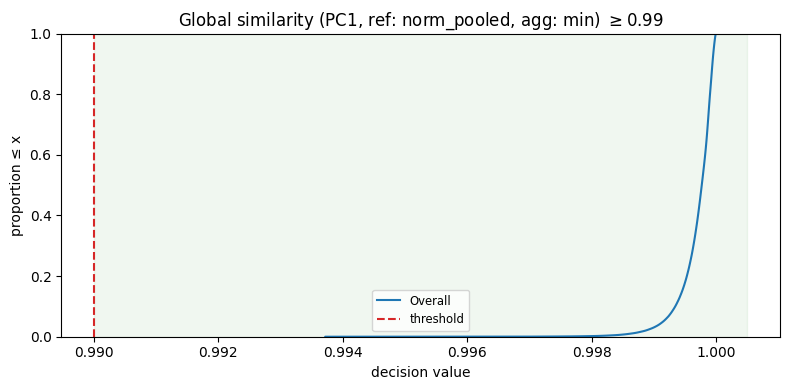 Global similarity (PC1, ref: norm_pooled, agg: min) ≥ 0.99
proportion ≤ x
1.0
0.8
0.6
0.4
0.2
0.0
Overall
threshold
0.990
0.992
0.994
0.996
0.998
1.000
decision value